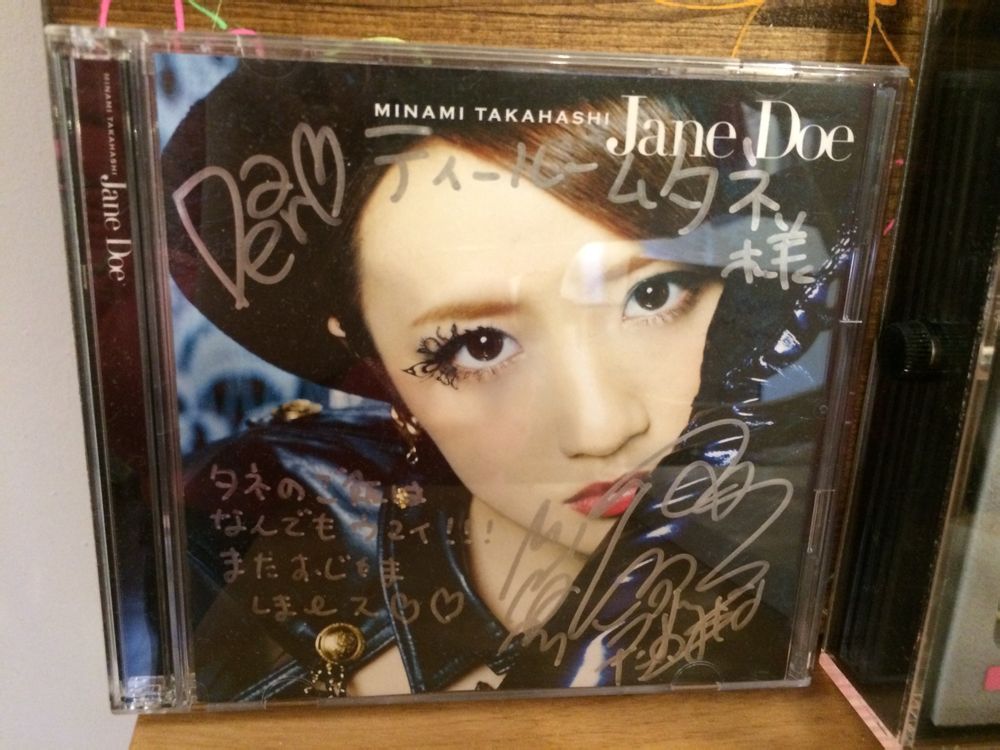 MINAMI TAKAHASHI Jane Doe
MINAMI TAKAHASHI Jane Doe
Dear
ティールーム タネ
様
タネのご飯は
なんでもウマイ!!!
またおじゃま
しまぁス♡♡